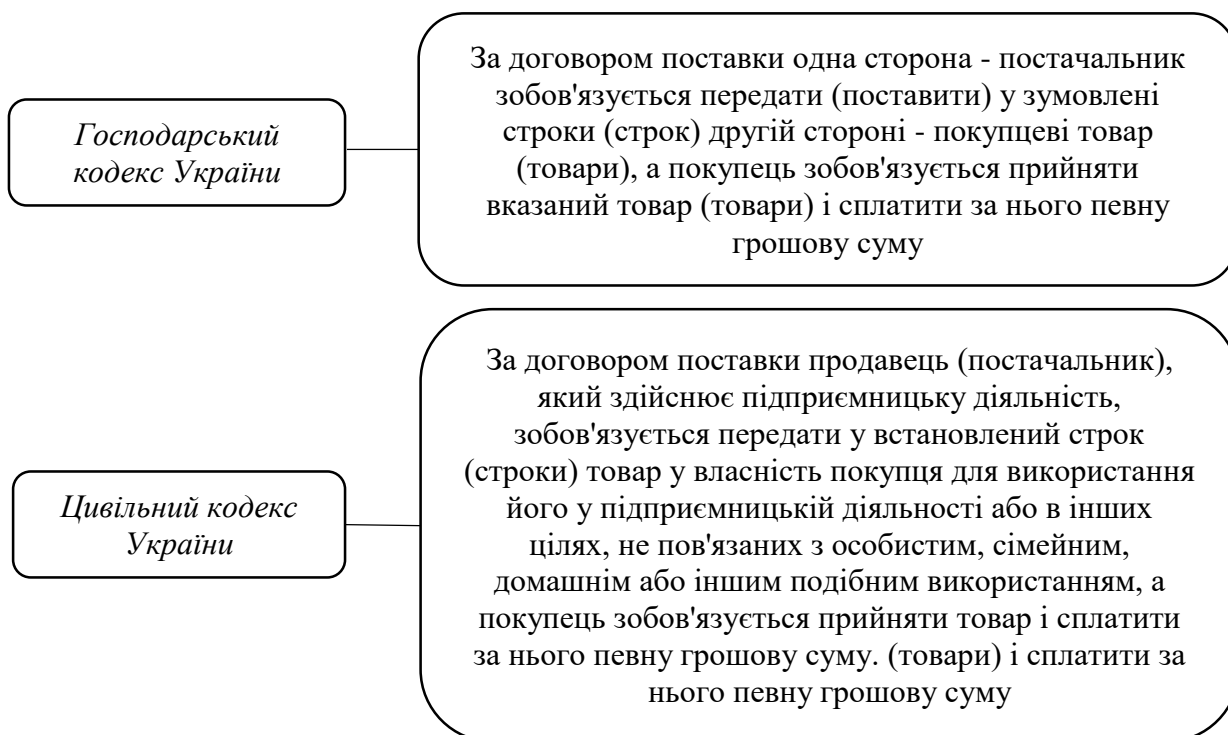 Господарський
кодекс України
За договором поставки одна сторона - постачальник
зобов'язується передати (поставити) у зумовлені
строки (строк) другій стороні - покупцеві товар
(товари), а покупець зобов'язується прийняти
вказаний товар (товари) і сплатити за нього певну
грошову суму
Цивільний кодекс
України
За договором поставки продавець (постачальник),
який здійснює підприємницьку діяльність,
зобов'язується передати у встановлений строк
(строки) товар у власність покупця для використання
його у підприємницькій діяльності або в інших
цілях, не пов'язаних з особистим, сімейним,
домашнім або іншим подібним використанням, а
покупець зобов'язується прийняти товар і сплатити
за нього певну грошову суму. (товари) і сплатити за
нього певну грошову суму